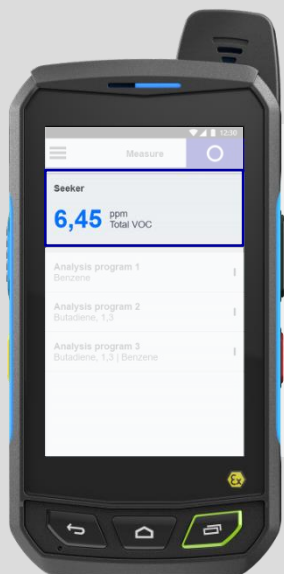 12:30
Measure
Seeker
6,45 ppm
Total VOC
Analysis program 1
Benzene
Analysis program 2
Butadiene, 1,3
Analysis program 3
Butadiene, 1,3 | Benzene
Ex